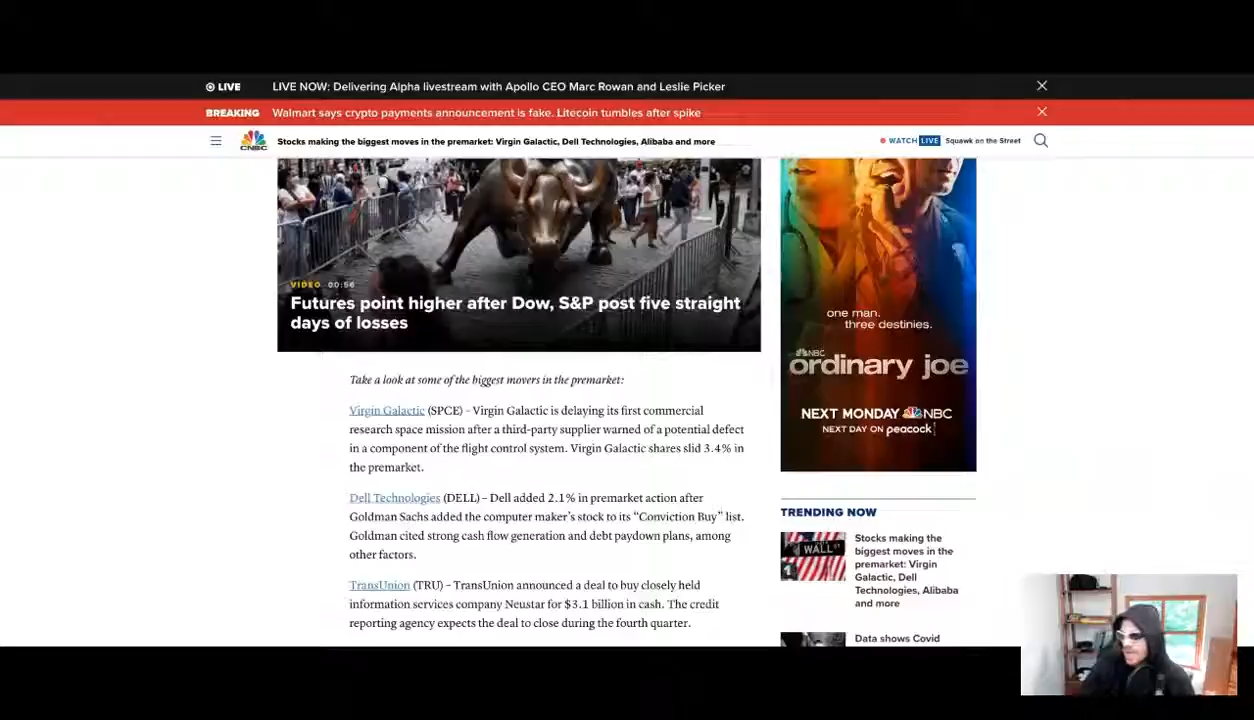 LIVE
LIVE NOW: Delivering Alpha livestream with Apollo CEO Marc Rowan and Leslie Picker
BREAKING
Walmart says crypto payments announcement is fake. Litecoin tumbles after spike
CNBC
Stocks making the biggest moves in the premarket: Virgin Galactic, Dell Technologies, Alibaba and more
WATCH LIVE
Squawk on the Street
VIDEO 00:56
Futures point higher after Dow, S&P post five straight
days of losses
Take a look at some of the biggest movers in the premarket:
Virgin Galactic (SPCE) – Virgin Galactic is delaying its first commercial
research space mission after a third-party supplier warned of a potential defect
in a component of the flight control system. Virgin Galactic shares slid 3.4% in
the premarket.
Dell Technologies (DELL) – Dell added 2.1% in premarket action after
Goldman Sachs added the computer maker's stock to its “Conviction Buy” list.
Goldman cited strong cash flow generation and debt paydown plans, among
other factors.
TransUnion (TRU) – TransUnion announced a deal to buy closely held
information services company Neustar for $3.1 billion in cash. The credit
reporting agency expects the deal to close during the fourth quarter.
one man.
three destinies.
NBC
ordinary joe
NEXT MONDAY NBC
NEXT DAY ON peacock
TRENDING NOW
WALL
1
Stocks making the
biggest moves in the
premarket: Virgin
Galactic, Dell
Technologies, Alibaba
and more
Data shows Covid